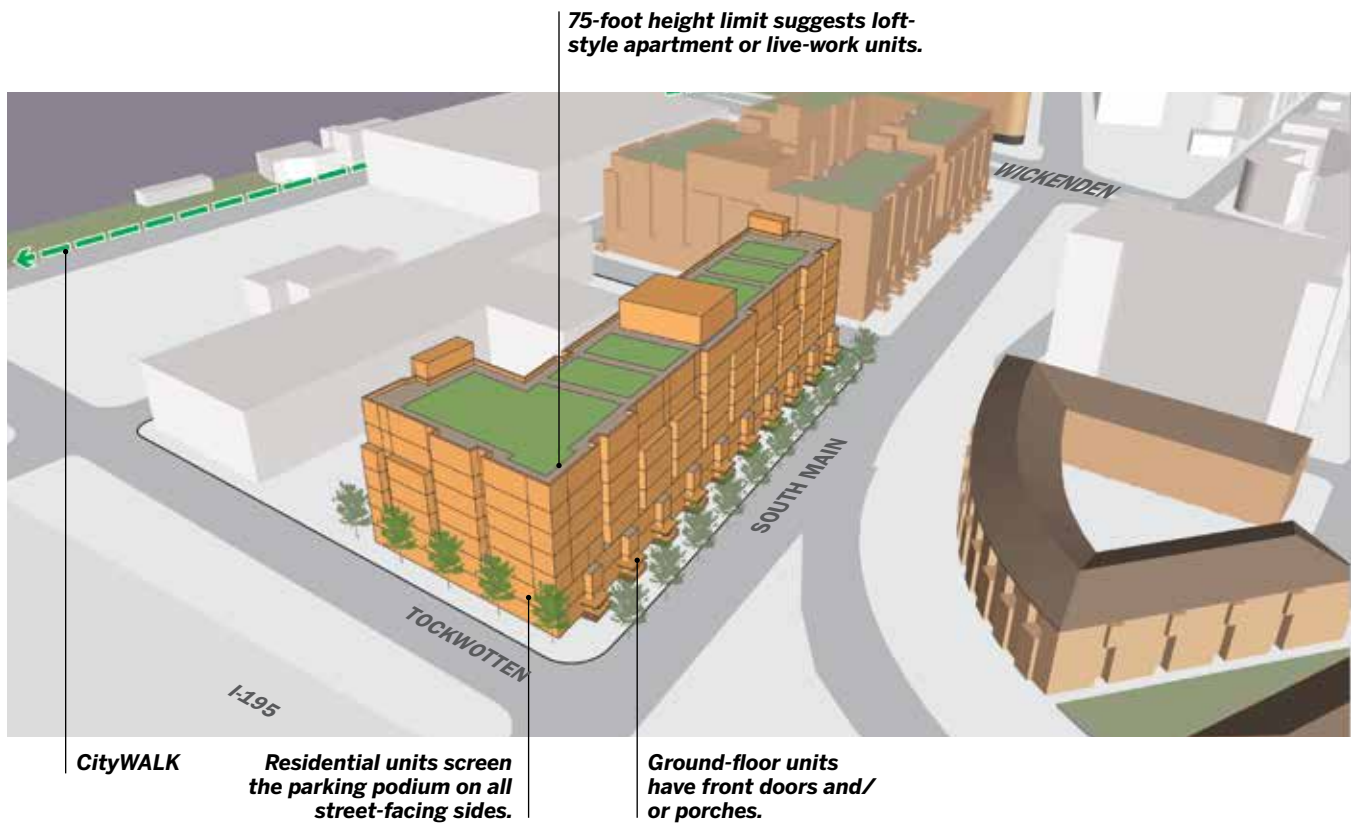 75-foot height limit suggests loft-
style apartment or live-work units.
WICKENDEN
SOUTH MAIN
TOCKWOTTEN
I-195
CityWALK
Residential units screen
the parking podium on all
street-facing sides.
Ground-floor units
have front doors and/
or porches.